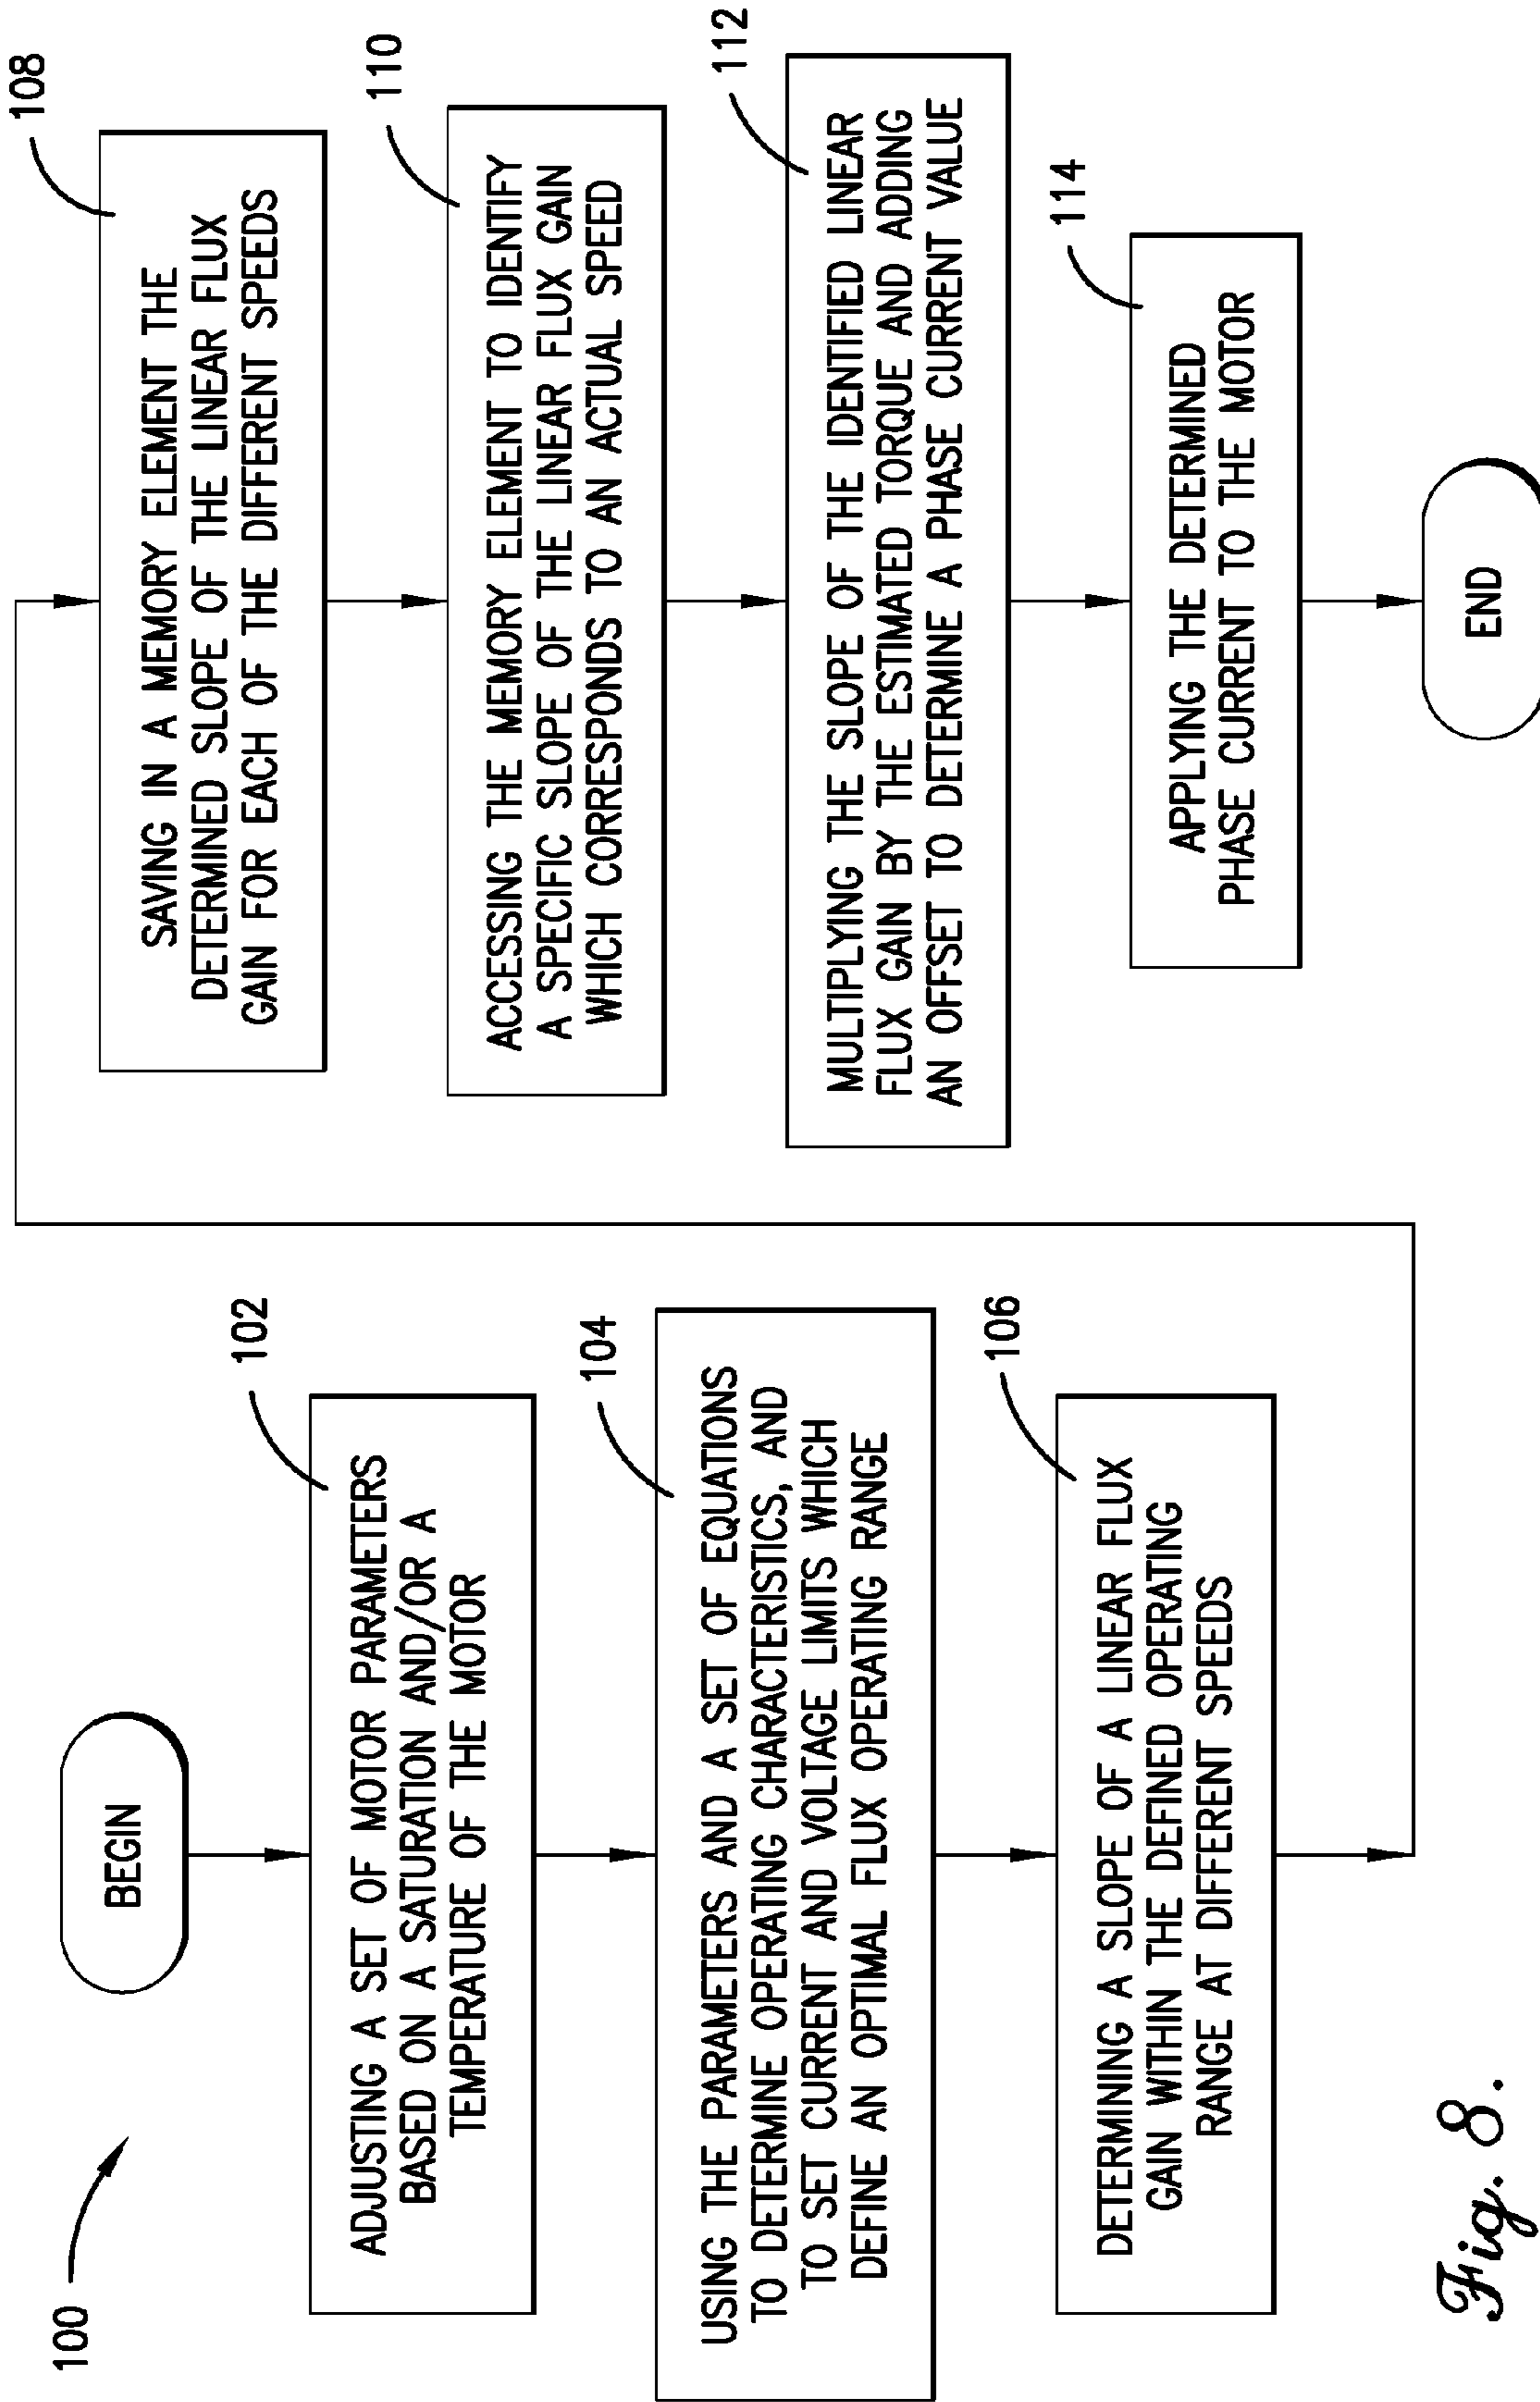 100
BEGIN
102
ADJUSTING A SET OF MOTOR PARAMETERS
BASED ON A SATURATION AND/OR A
TEMPERATURE OF THE MOTOR
104
USING THE PARAMETERS AND A SET OF EQUATIONS
TO DETERMINE OPERATING CHARACTERISTICS, AND
TO SET CURRENT AND VOLTAGE LIMITS WHICH
DEFINE AN OPTIMAL FLUX OPERATING RANGE
106
DETERMINING A SLOPE OF A LINEAR FLUX
GAIN WITHIN THE DEFINED OPERATING
RANGE AT DIFFERENT SPEEDS
108
SAVING IN A MEMORY ELEMENT THE
DETERMINED SLOPE OF THE LINEAR FLUX
GAIN FOR EACH OF THE DIFFERENT SPEEDS
110
ACCESSING THE MEMORY ELEMENT TO IDENTIFY
A SPECIFIC SLOPE OF THE LINEAR FLUX GAIN
WHICH CORRESPONDS TO AN ACTUAL SPEED
112
MULTIPLYING THE SLOPE OF THE IDENTIFIED LINEAR
FLUX GAIN BY THE ESTIMATED TORQUE AND ADDING
AN OFFSET TO DETERMINE A PHASE CURRENT VALUE
114
APPLYING THE DETERMINED
PHASE CURRENT TO THE MOTOR
END
Fig. 8.